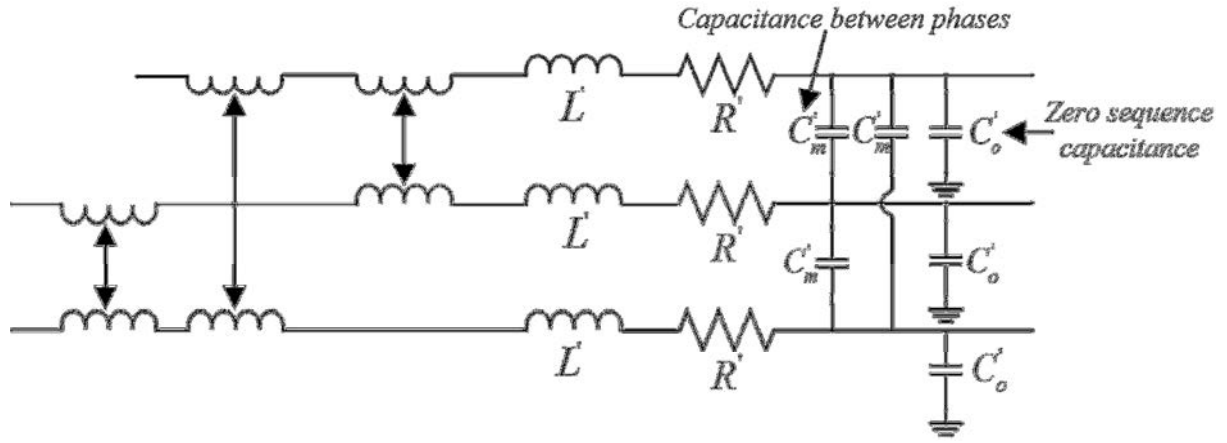 Capacitance between phases
L'
R'
C'm C'm C'o
Zero sequence
capacitance
L'
R'
C'm
C'o
L'
R'
C'o